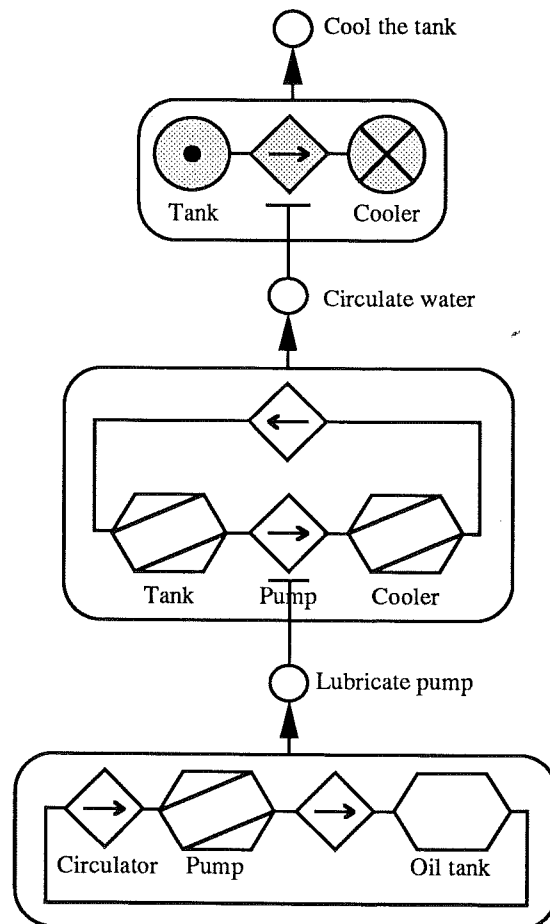 Cool the tank
Tank Cooler
Circulate water
Tank Pump Cooler
Lubricate pump
Circulator Pump Oil tank